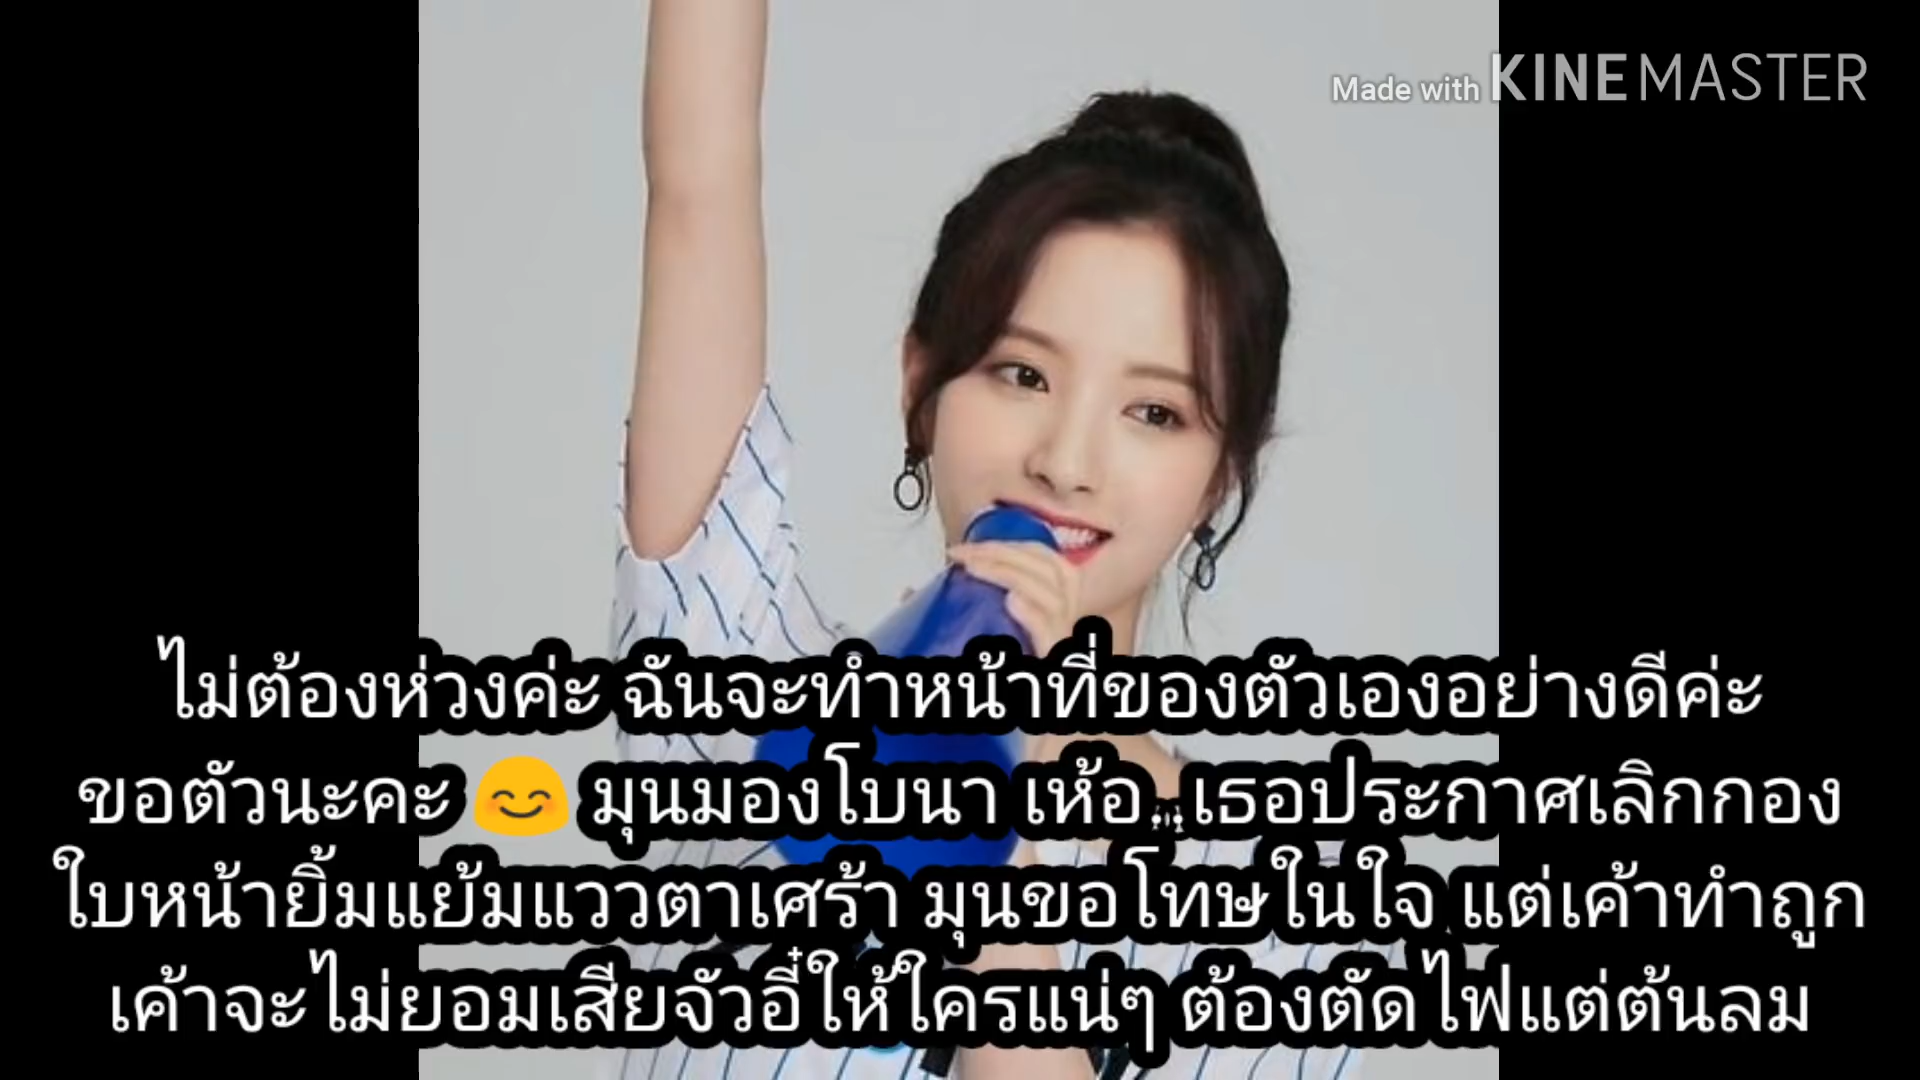 Made with KINEMASTER
ไม่ต้องห่วงค่ะ ฉันจะทำหน้าที่ของตัวเองอย่างดีค่ะ
ขอตัวนะคะ 😊 มุนมองโบนา เห้อ..เธอประกาศเลิกกอง
ใบหน้ายิ้มแย้มแววตาเศร้า มุนขอโทษในใจ แต่เค้าทำถูก
เค้าจะไม่ยอมเสียจัวอี๋ให้ใครแน่ๆ ต้องตัดไฟแต่ต้นลม